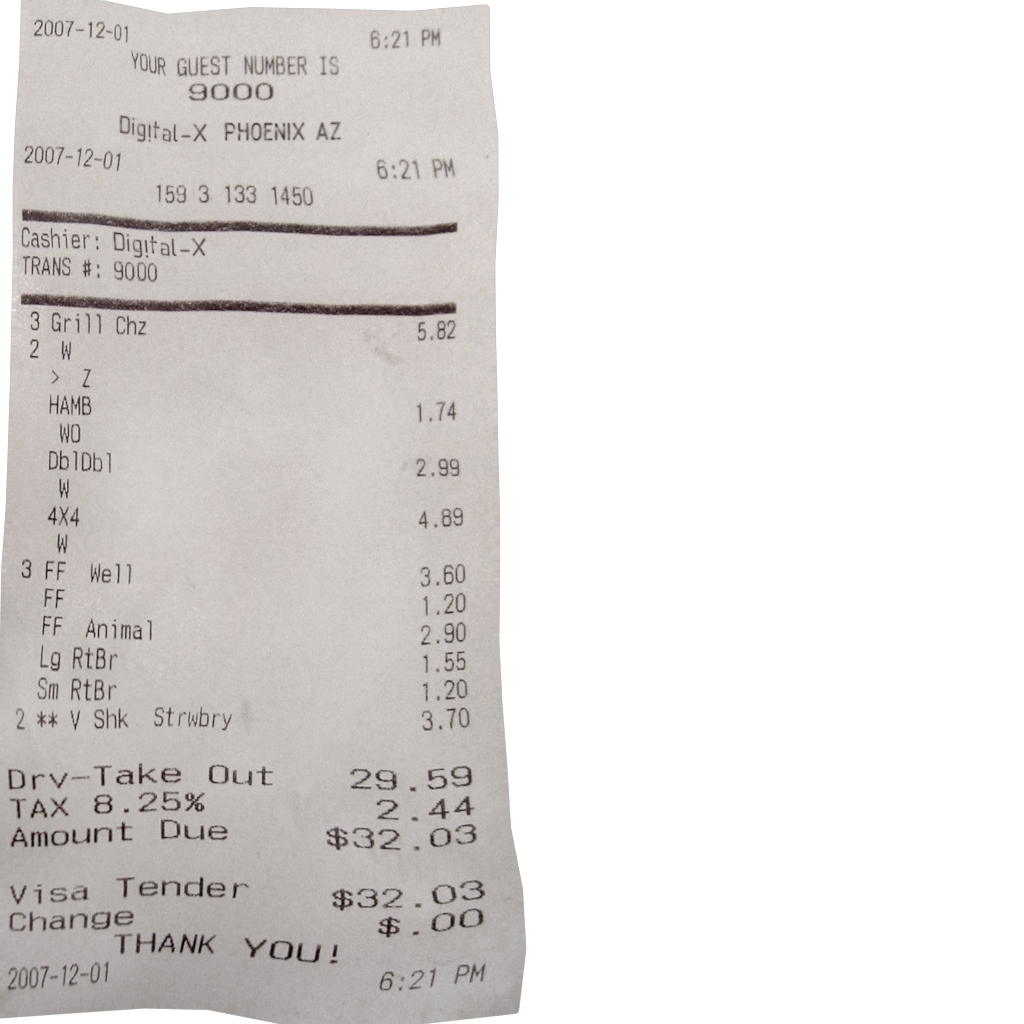 2007-12-01 6:21 PM
YOUR GUEST NUMBER IS
9000
Dig!tal-X PHOENIX AZ
2007-12-01 6:21 PM
159 3 133 1450
Cashier: Dig!tal-X
TRANS #: 9000
3 Grill Chz 5.82
2 W
> Z
HAMB 1.74
WO
DblDbl 2.99
W
4X4 4.89
W
3 FF Well 3.60
FF 1.20
FF Animal 2.90
Lg RtBr 1.55
Sm RtBr 1.20
2 ** V Shk Strwbry 3.70
Drv-Take Out 29.59
TAX 8.25% 2.44
Amount Due $32.03
Visa Tender $32.03
Change $.00
THANK YOU!
2007-12-01 6:21 PM